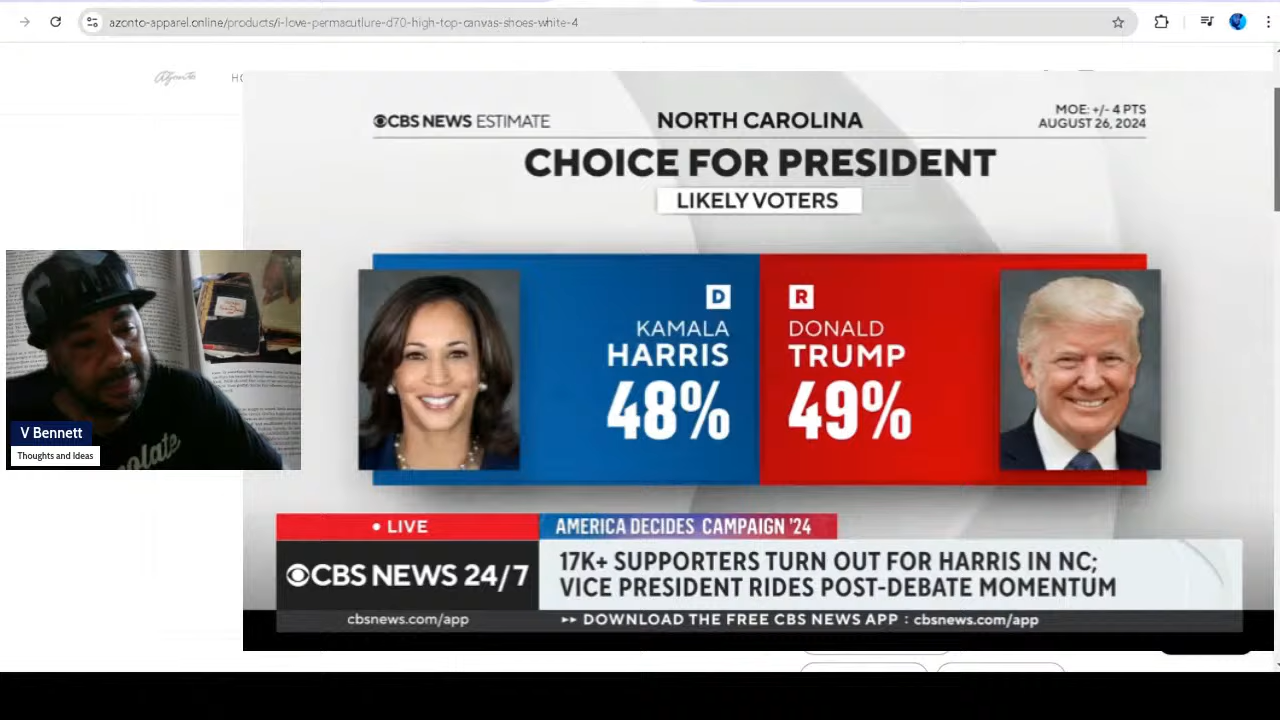 azonto-apparel.online/products/i-love-permacutlure-d70-high-top-canvas-shoes-white-4
Azonto
CBS NEWS ESTIMATE
NORTH CAROLINA
MOE: +/- 4 PTS
AUGUST 26, 2024
CHOICE FOR PRESIDENT
LIKELY VOTERS
D
KAMALA
HARRIS
48%
R
DONALD
TRUMP
49%
V Bennett
Thoughts and Ideas
• LIVE
AMERICA DECIDES CAMPAIGN '24
CBS NEWS 24/7
17K+ SUPPORTERS TURN OUT FOR HARRIS IN NC;
VICE PRESIDENT RIDES POST-DEBATE MOMENTUM
cbsnews.com/app
DOWNLOAD THE FREE CBS NEWS APP : cbsnews.com/app